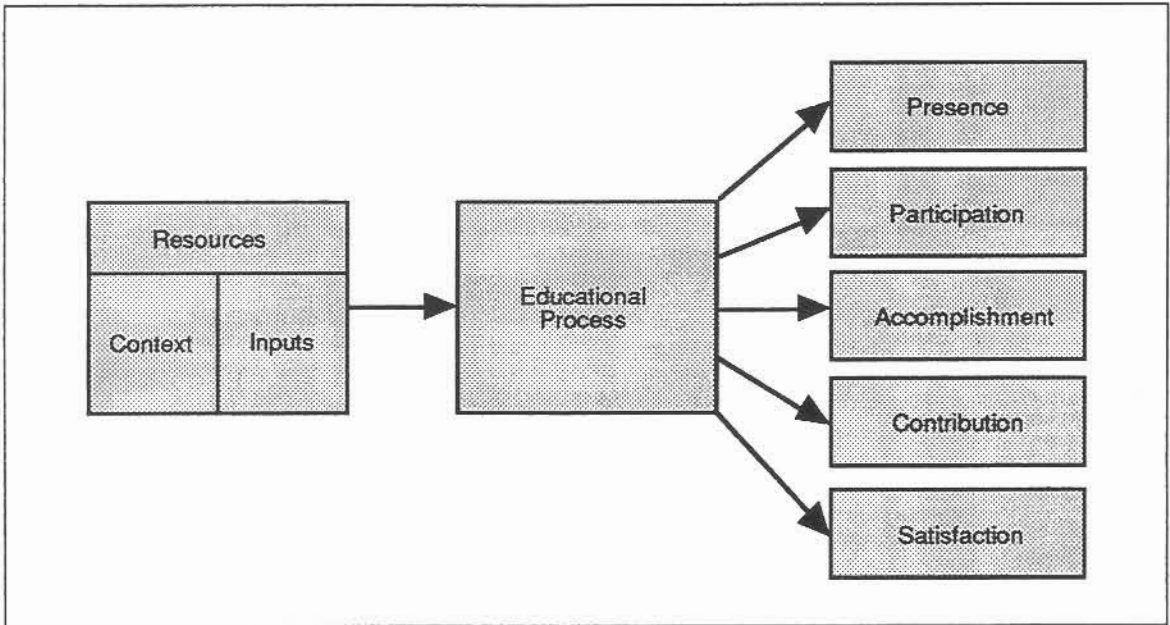 Resources
Context
Inputs
Educational
Process
Presence
Participation
Accomplishment
Contribution
Satisfaction